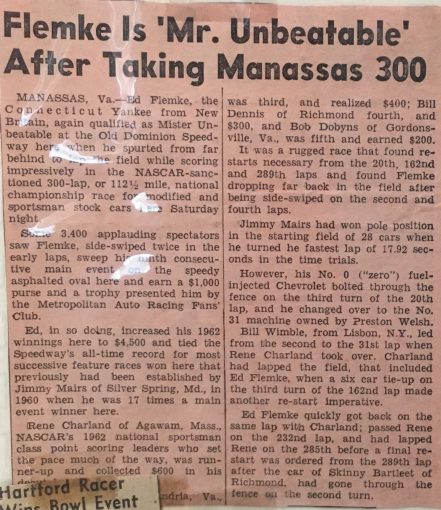 Flemke Is 'Mr. Unbeatable'
After Taking Manassas 300
MANASSAS, Va.—Ed Flemke, the
Connecticut Yankee from New
Britain, again qualified as Mister Un-
beatable at the Old Dominion Speed-
way here when he spurted from far
behind to the field while scoring
impressively in the NASCAR-sanc-
tioned 300-lap, or 112½ mile, national
championship race for modified and
sportsman stock cars Saturday
night.
Some 3,400 applauding spectators
saw Flemke, side-swiped twice in the
early laps, sweep his ninth consecu-
tive main event on the speedy
asphalted oval here and earn a $1,000
purse and a trophy presented him by
the Metropolitan Auto Racing Fans'
Club.
Ed, in so doing, increased his 1962
winnings here to $4,500 and tied the
Speedway's all-time record for most
successive feature races won here that
previously had been established by
Jimmy Mairs of Silver Spring, Md., in
1960 when he was 17 times a main
event winner here.
Rene Charland of Agawam, Mass.,
NASCAR's 1962 national sportsman
class point scoring leaders who set
the pace much of the way, was run-
ner-up and collected $600 in his
ndria, Va.,
was third, and realized $400; Bill
Dennis of Richmond fourth, and
$300, and Bob Dobyns of Gordons-
ville, Va., was fifth and earned $200.
It was a rugged race that found re-
starts necessary from the 20th, 162nd
and 289th laps and found Flemke
dropping far back in the field after
being side-swiped on the second and
fourth laps.
Jimmy Mairs had won pole position
in the starting field of 28 cars when
he turned he fastest lap of 17.92 secs
in the time trials.
However, his No. 0 ("zero") fuel-
injected Chevrolet bolted through the
fence on the third turn of the 20th
lap, and he changed over to the No.
31 machine owned by Preston Welsh.
Bill Wimble, from Lisbon, N.Y., led
from the second to the 31st lap when
Rene Charland took over. Charland
had lapped the field, that included
Ed Flemke, when a six car tie-up on
the third turn of the 162nd lap made
another re-start imperative.
Ed Flemke quickly got back on the
same lap with Charland; passed Rene
on the 232nd lap, and had lapped
Rene on the 285th before a final re-
start was ordered from the 289th lap
after the car of skinny Bartleet of
Richmond, had gone through the
fence on the second turn.
Hartford Racer
Wins Bowl Event